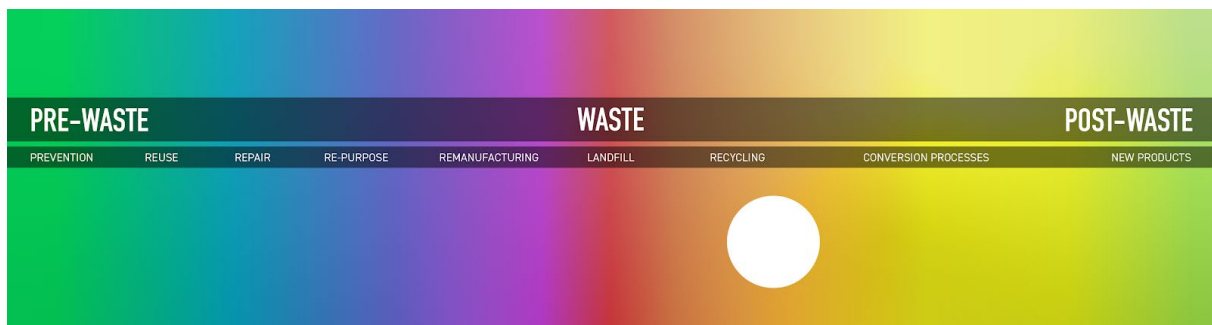 PRE-WASTE WASTE POST-WASTE
PREVENTION REUSE REPAIR RE-PURPOSE REMANUFACTURING LANDFILL RECYCLING CONVERSION PROCESSES NEW PRODUCTS